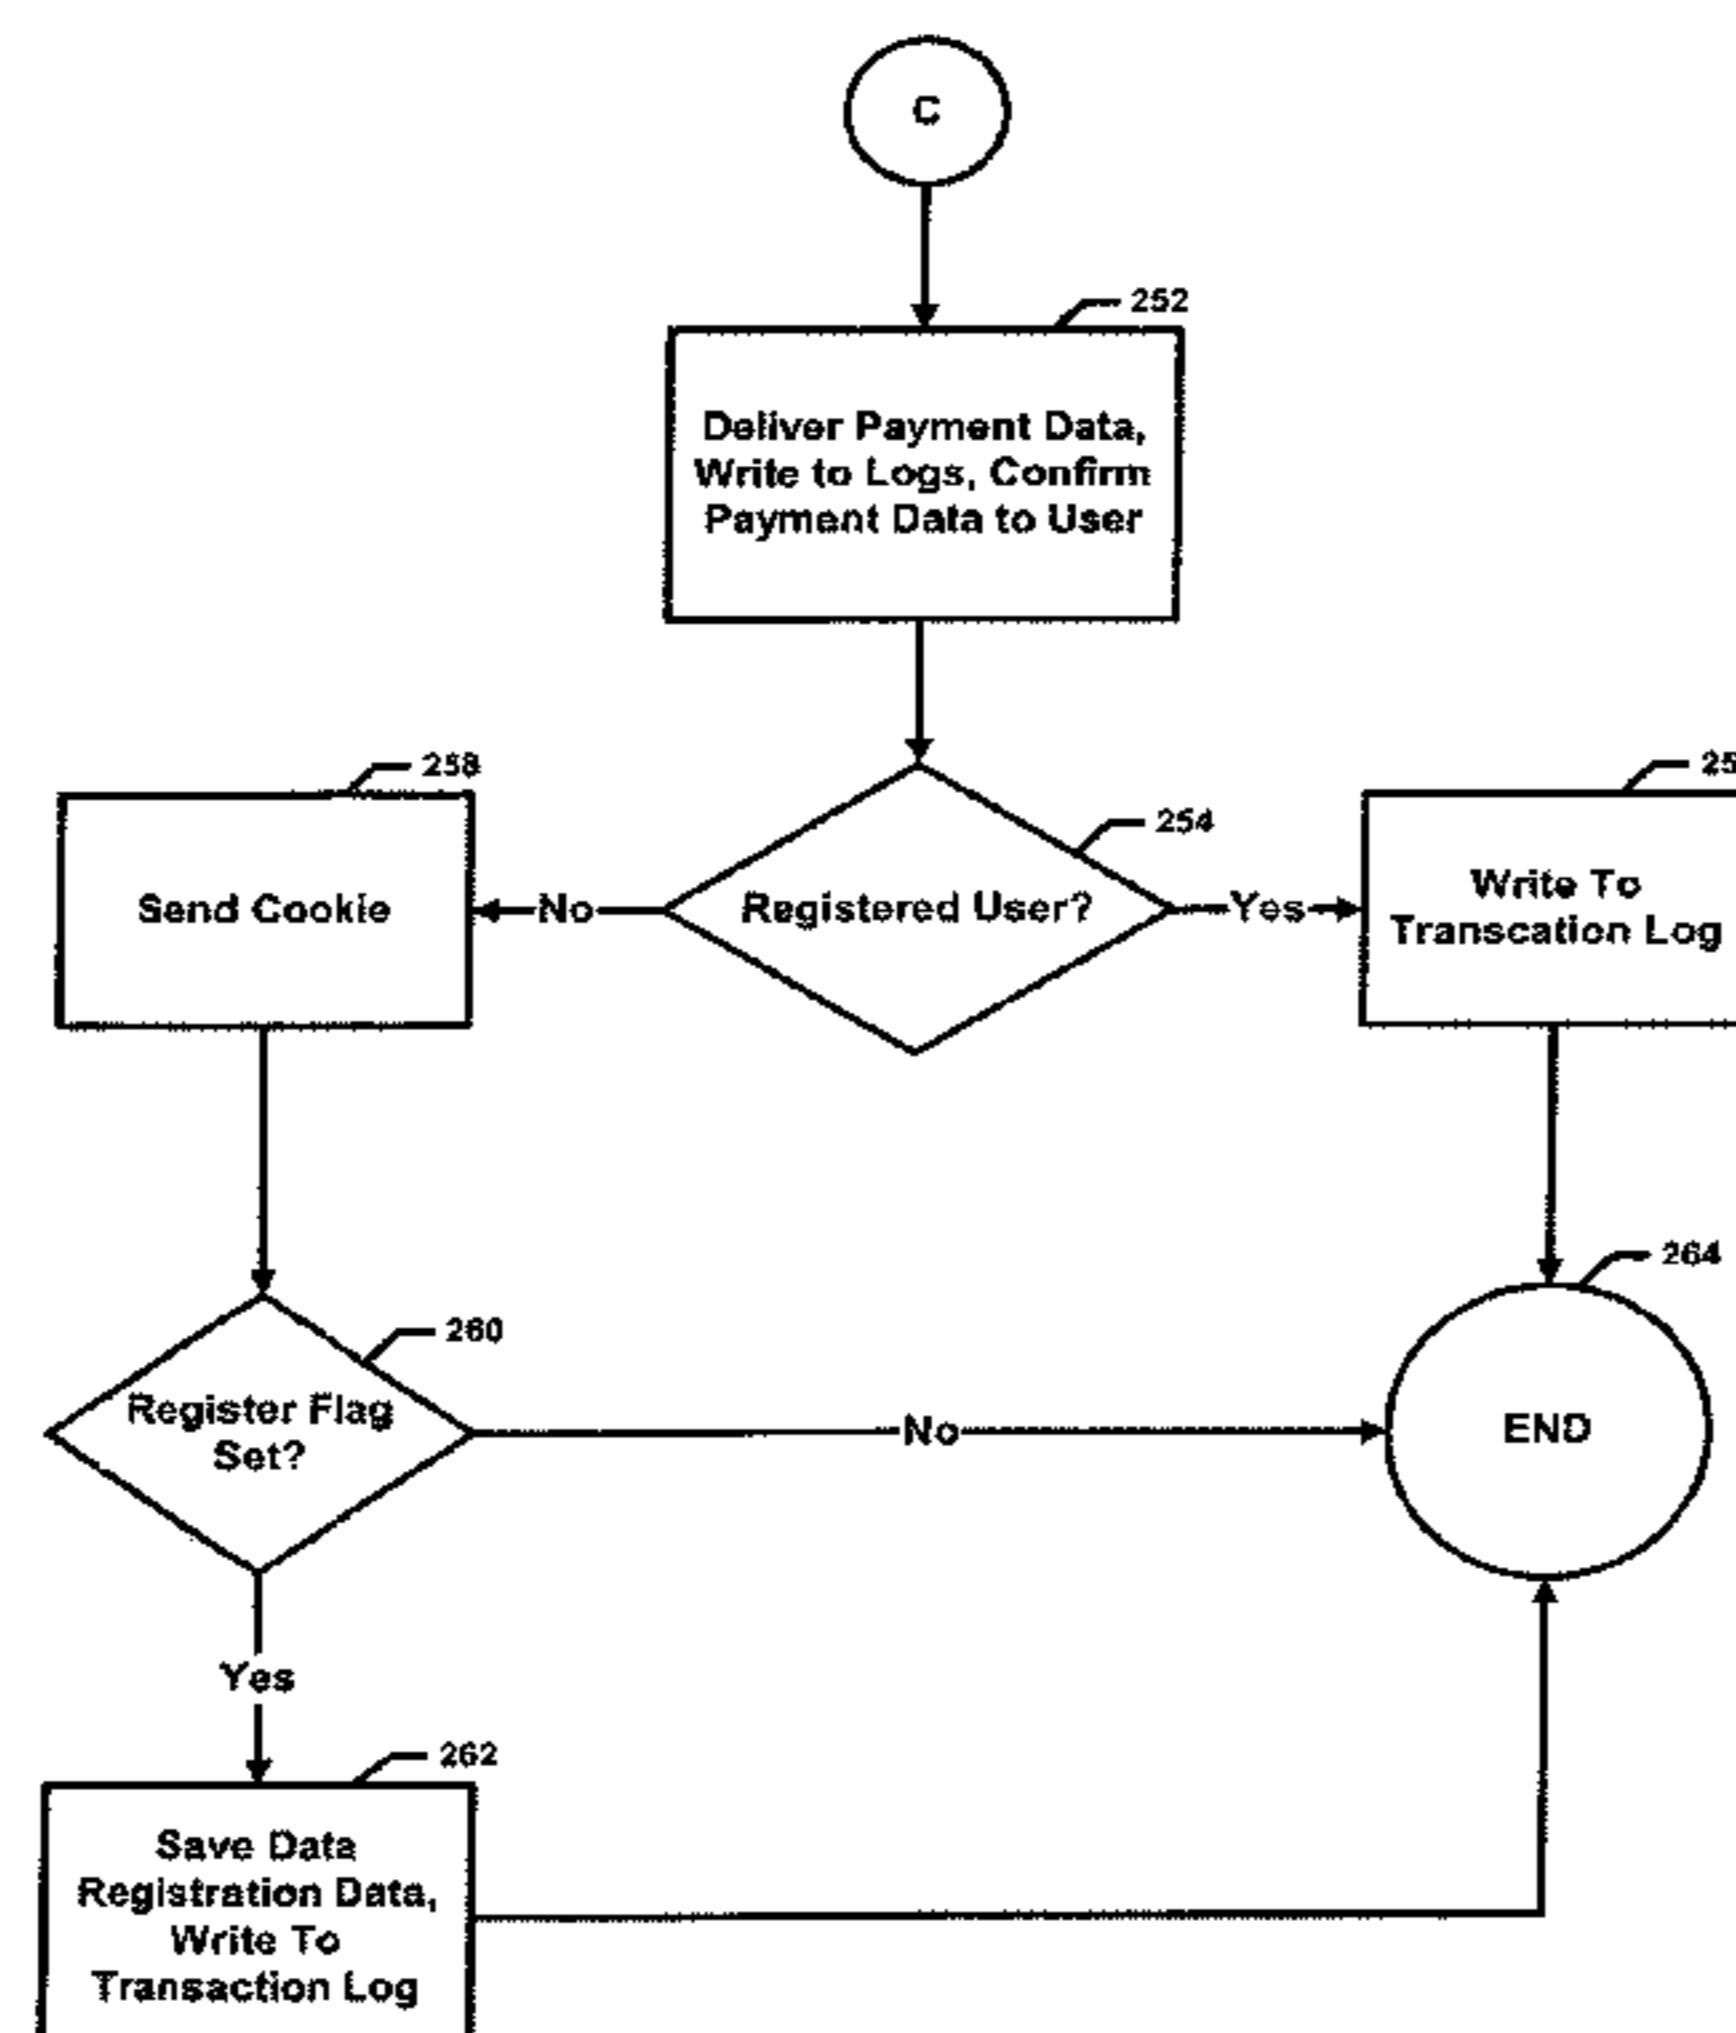 C
252
Deliver Payment Data,
Write to Logs, Confirm
Payment Data to User
258
25
254
Send Cookie
No
Registered User?
Yes
Write To
Transcation Log
264
260
Register Flag
Set?
No
END
Yes
262
Save Data
Registration Data,
Write To
Transaction Log